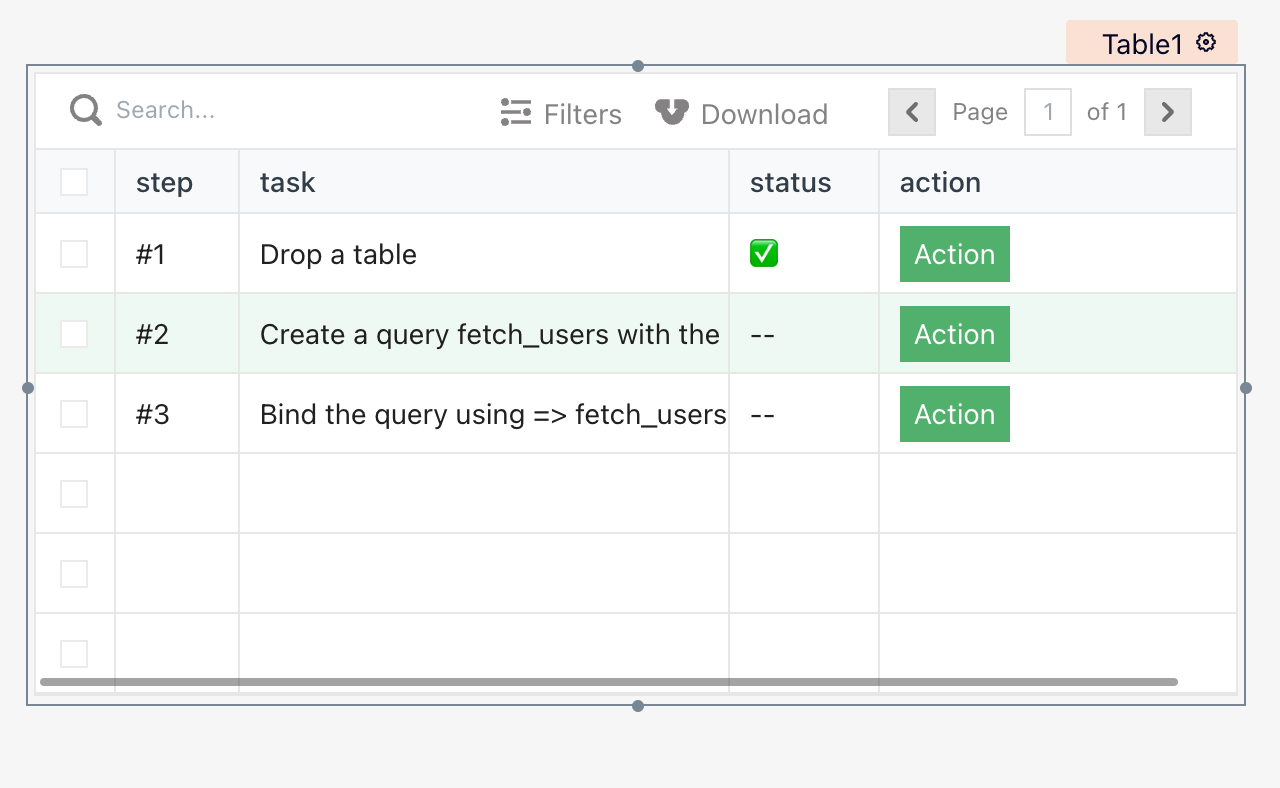 Table1
Search...
Filters
Download
Page 1 of 1
step task status action
#1 Drop a table ✅ Action
#2 Create a query fetch_users with the -- Action
#3 Bind the query using => fetch_users -- Action